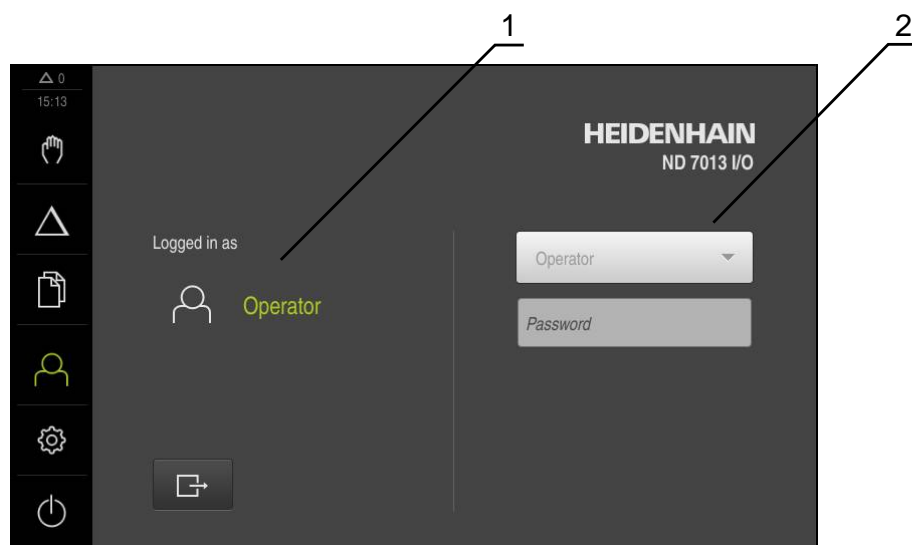 1
2
0
15:13
HEIDENHAIN
ND 7013 I/O
Logged in as
Operator
Operator
Password